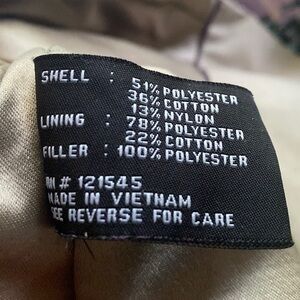 SHELL : 51% POLYESTER
36% COTTON
13% NYLON
LINING : 78% POLYESTER
22% COTTON
FILLER : 100% POLYESTER
RN # 121545
MADE IN VIETNAM
SEE REVERSE FOR CARE